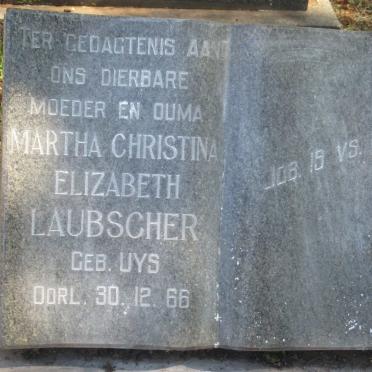 TER GEDAGTENIS AAN
ONS DIERBARE
MOEDER EN OUMA
MARTHA CHRISTINA
ELIZABETH
LAUBSCHER
GEB. UYS
OORL. 30. 12. 66
JOB. 15 VS.